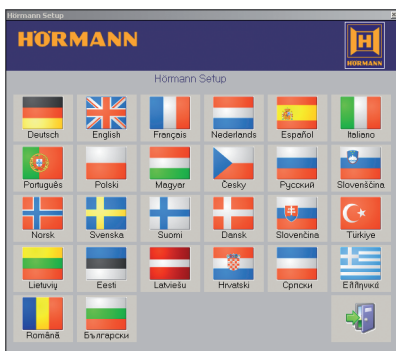 Hörmann Setup
HÖRMANN
HÖRMANN
Hörmann Setup
Deutsch English Français Nederlands Español Italiano
Português Polski Magyar Česky Русский Slovenščina
Norsk Svenska Suomi Dansk Slovenčina Türkiye
Lietuvių Eesti Latviešu Hrvatski Српски Ελληνικά
Română Български